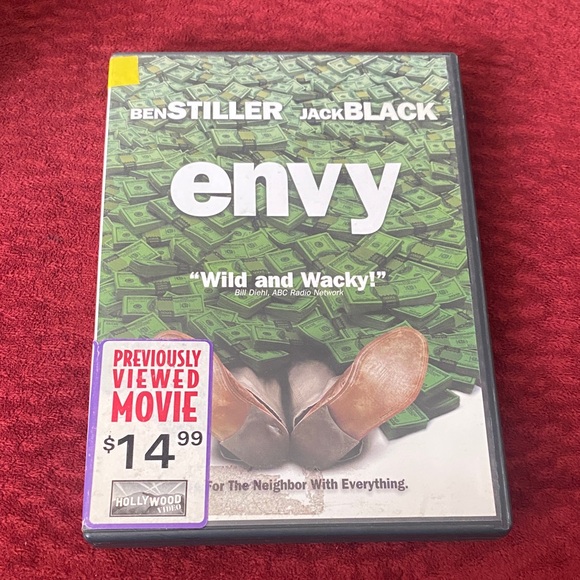 BEN STILLER JACK BLACK
envy
“Wild and Wacky!”
Bill Diehl, ABC Radio Network
PREVIOUSLY
VIEWED
MOVIE
$14 99
HOLLYWOOD
VIDEO
For The Neighbor With Everything.